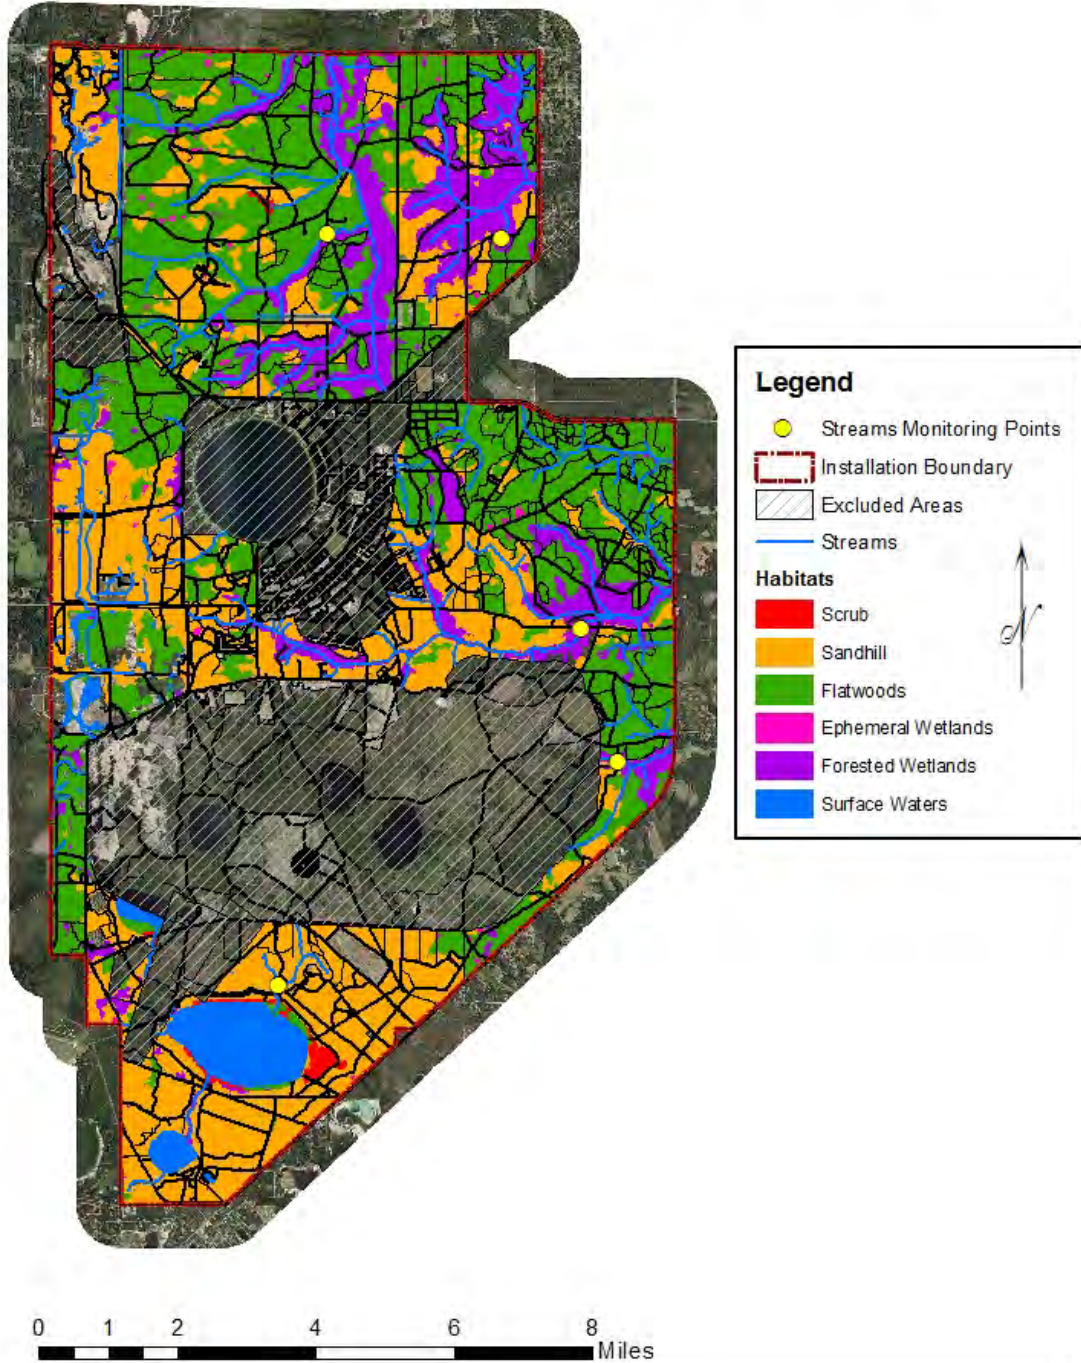 Legend
Streams Monitoring Points
Installation Boundary
Excluded Areas
Streams
Habitats
Scrub
Sandhill
Flatwoods
Ephemeral Wetlands
Forested Wetlands
Surface Waters
N
0 1 2 4 6 8
Miles